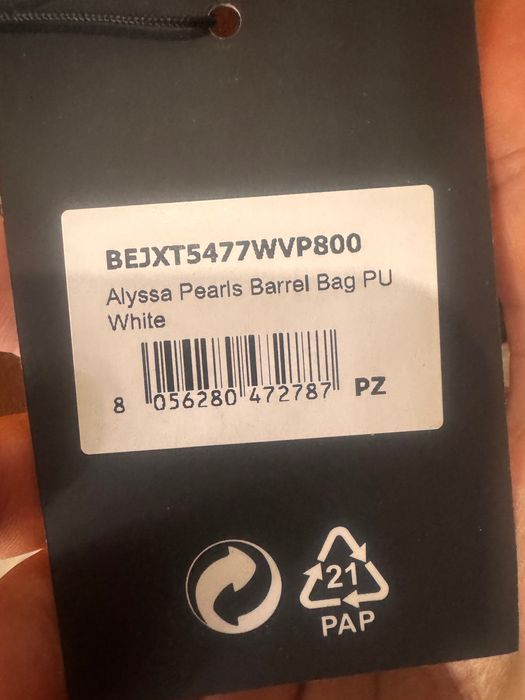 BEJXT5477WVP800
Alyssa Pearls Barrel Bag PU
White
8 056280 472787 PZ
21
PAP